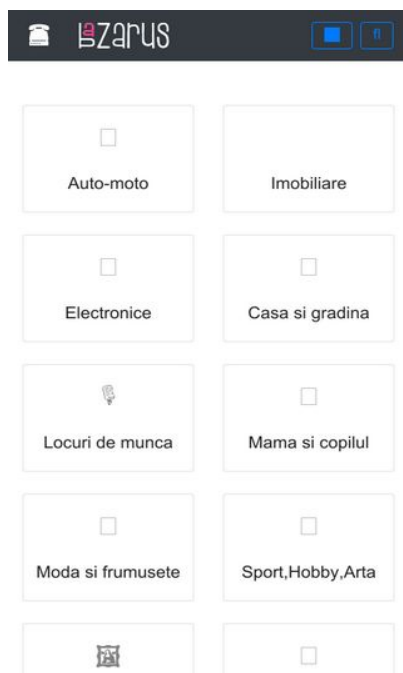 lazarus
Auto-moto
Imobiliare
Electronice
Casa si gradina
Locuri de munca
Mama si copilul
Moda si frumusete
Sport,Hobby,Arta